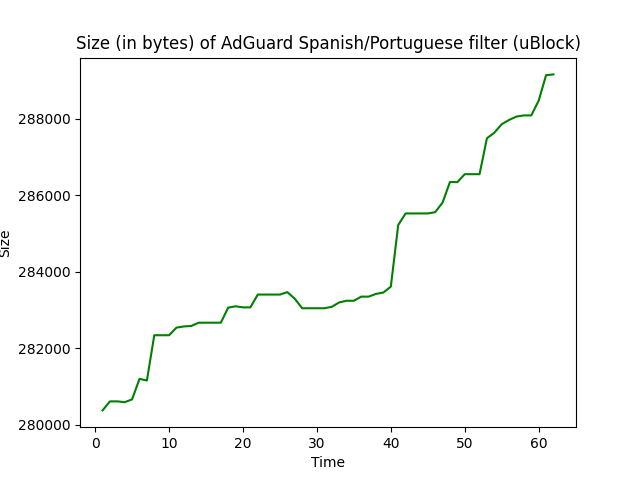 Size (in bytes) of AdGuard Spanish/Portuguese filter (uBlock)
288000
286000
284000
282000
280000
Size
0 10 20 30 40 50 60
Time